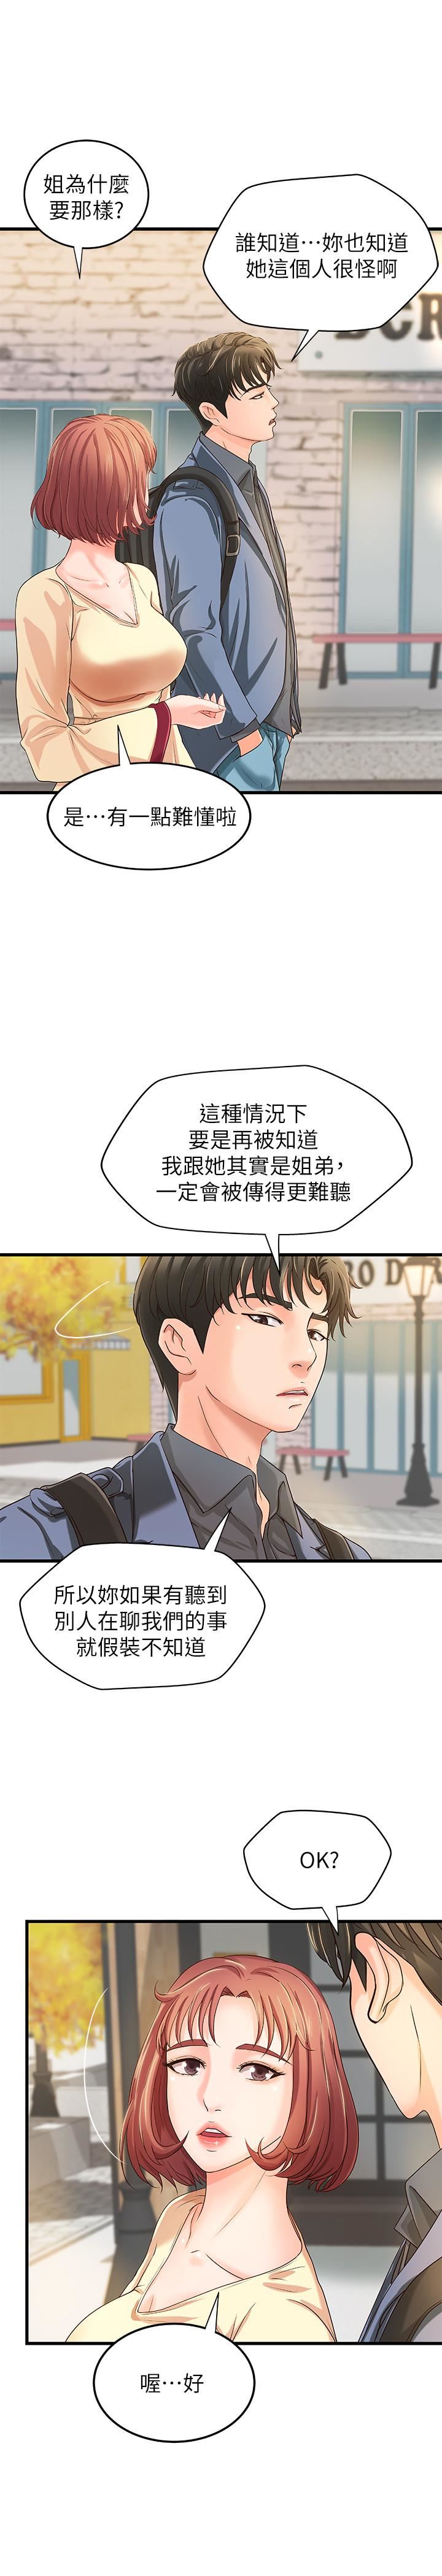 姐為什麼
要那樣?
誰知道⋯妳也知道
她這個人很怪啊
是⋯有一點難懂啦
這種情況下
要是再被知道
我跟她其實是姐弟,
一定會被傳得更難聽
所以妳如果有聽到
別人在聊我們的事
就假裝不知道
OK?
喔⋯好